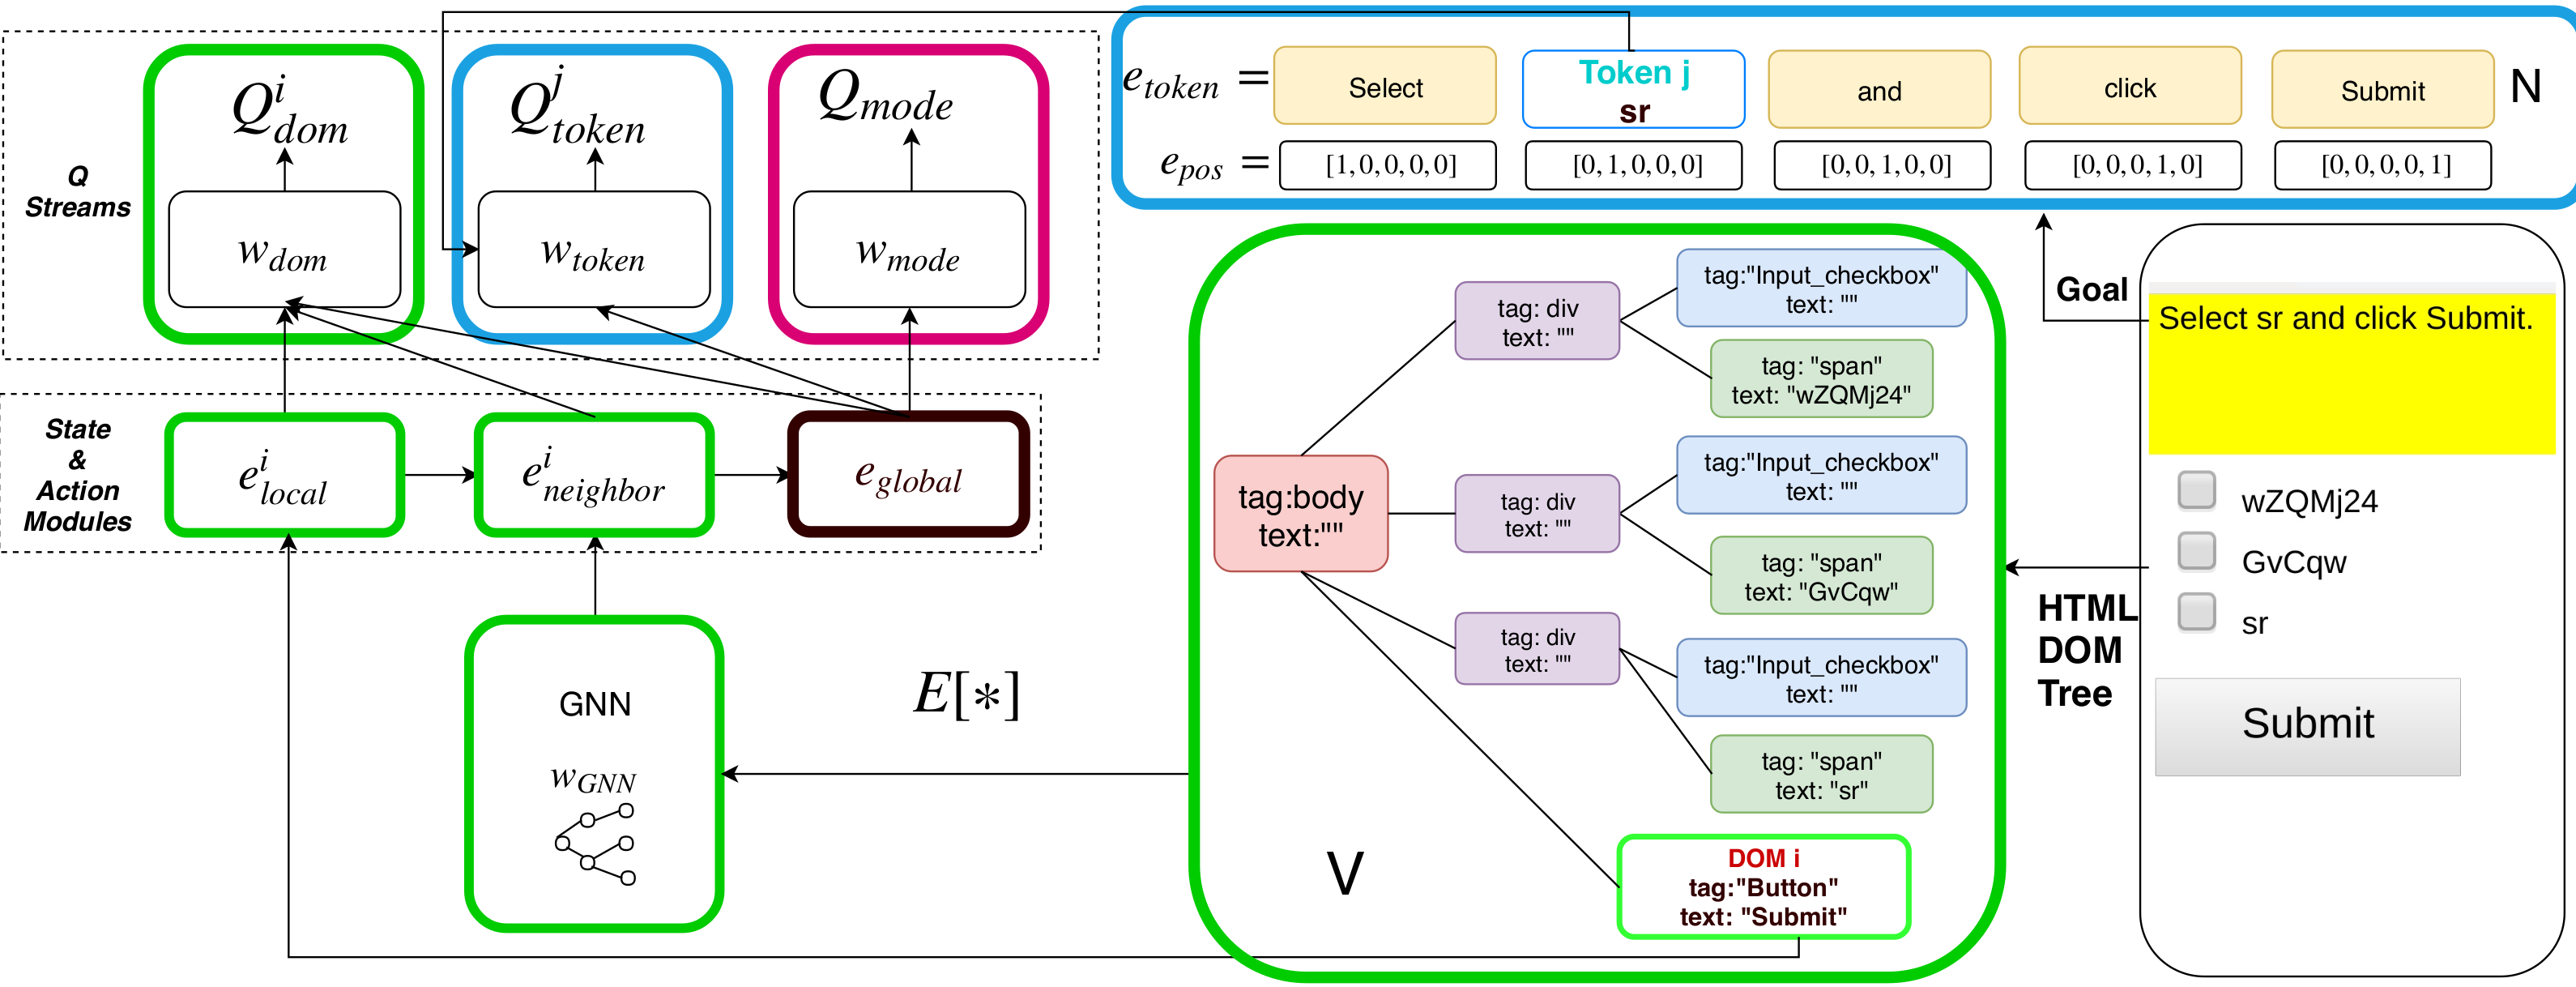 Q
Streams
Q^i_{dom}
w_{dom}
Q^j_{token}
w_{token}
Q_{mode}
w_{mode}
State
&
Action
Modules
e^i_{local}
e^i_{neighbor}
e_{global}
GNN
w_{GNN}
E[*]
e_{token} =
Select
Token j
sr
and
click
Submit
N
e_{pos} =
[1,0,0,0,0]
[0,1,0,0,0]
[0,0,1,0,0]
[0,0,0,1,0]
[0,0,0,0,1]
tag:body
text:""
tag: div
text: ""
tag:"Input_checkbox"
text: ""
tag: "span"
text: "wZQMj24"
tag: div
text: ""
tag:"Input_checkbox"
text: ""
tag: "span"
text: "GvCqw"
tag: div
text: ""
tag:"Input_checkbox"
text: ""
tag: "span"
text: "sr"
DOM i
tag:"Button"
text: "Submit"
V
Goal
HTML
DOM
Tree
Select sr and click Submit.
wZQMj24
GvCqw
sr
Submit